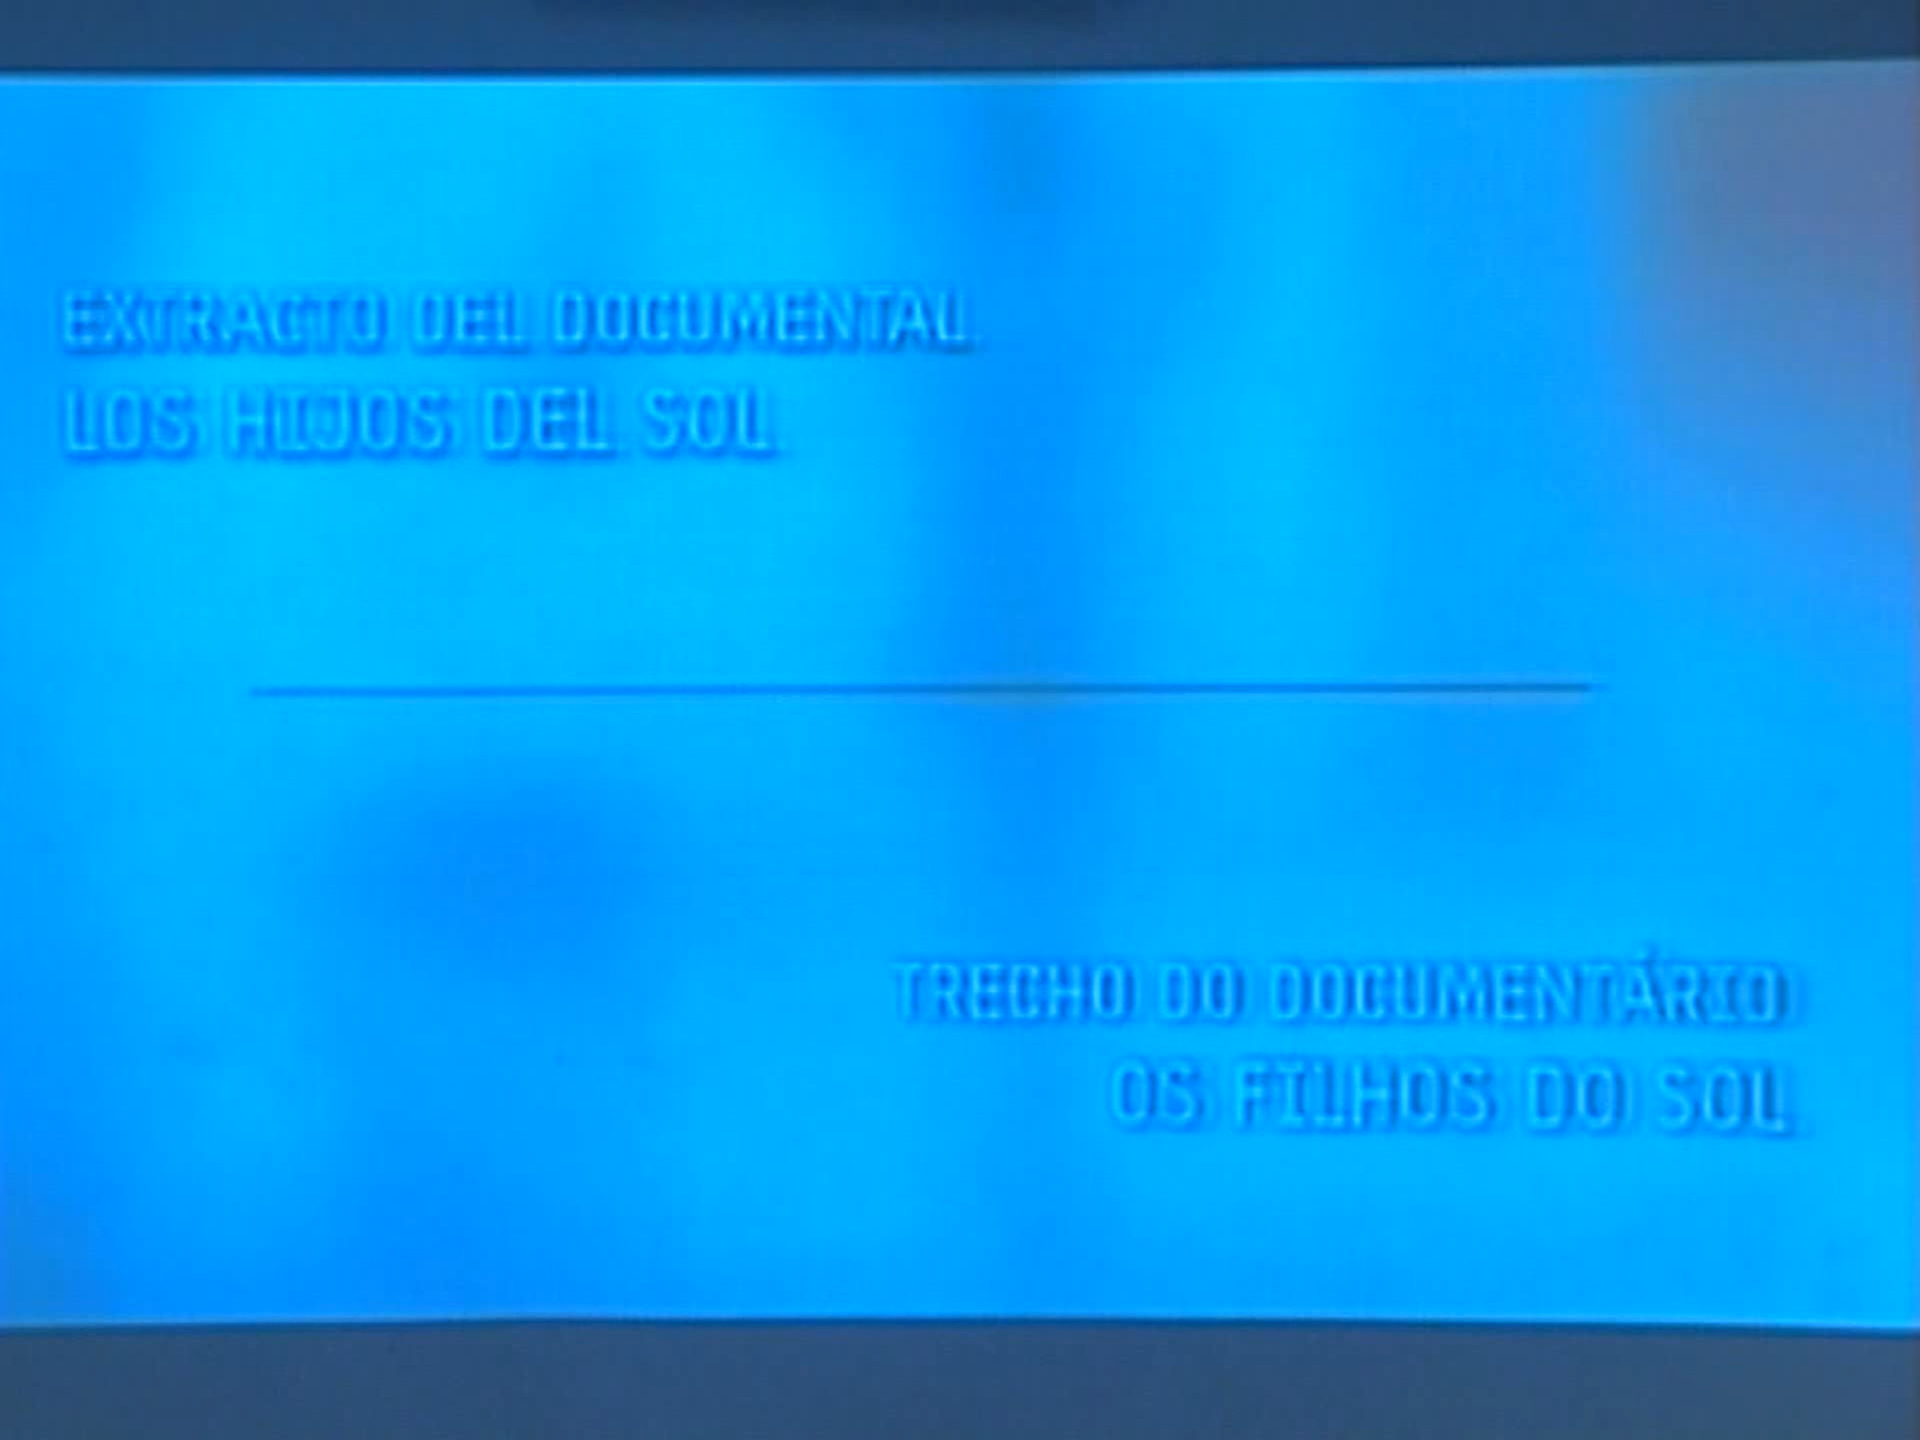 EXTRACTO DEL DOCUMENTAL
LOS HIJOS DEL SOL
TRECHO DO DOCUMENTÁRIO
OS FILHOS DO SOL